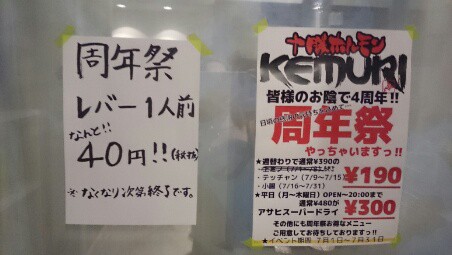 周年祭
レバー1人前
なんと!!
40円!!(税抜)
※なくなり次第終了です。
十勝ホルモン
KEMURI
皆様のお陰で4周年!!
周年祭
やっちゃいますっ!!
★週替わりで通常¥390の
・テッチャン(7/9~7/15)
・小腸(7/16~7/31)
¥190
★平日(月~木曜日)OPEN~20:00まで
通常¥480が
アサヒスーパードライ
¥300
その他にも周年祭お得なメニュー
ご用意してお待ちしておりますっ!!
★イベント期間 7月1日~7月31日